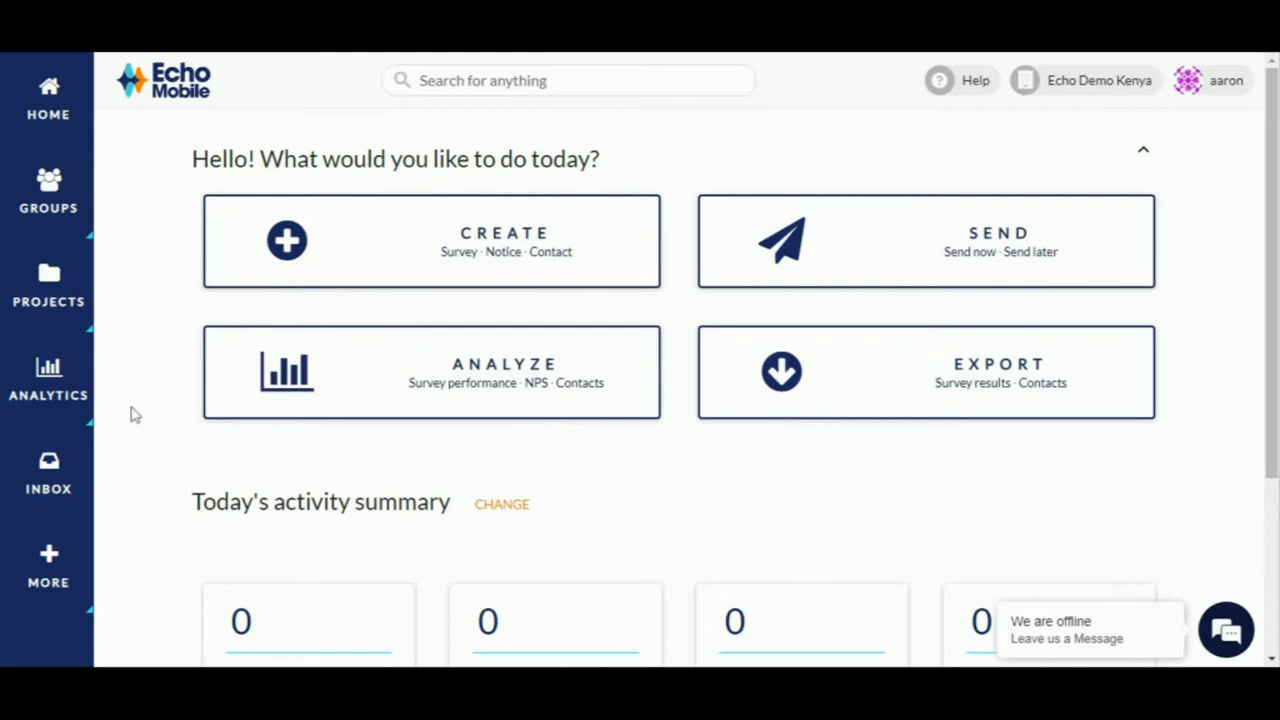 Echo
Mobile
Search for anything
Help
Echo Demo Kenya
aaron
HOME
GROUPS
PROJECTS
ANALYTICS
INBOX
MORE
Hello! What would you like to do today?
CREATE
Survey · Notice · Contact
SEND
Send now · Send later
ANALYZE
Survey performance · NPS · Contacts
EXPORT
Survey results · Contacts
Today's activity summary CHANGE
0
0
0
0
We are offline
Leave us a Message